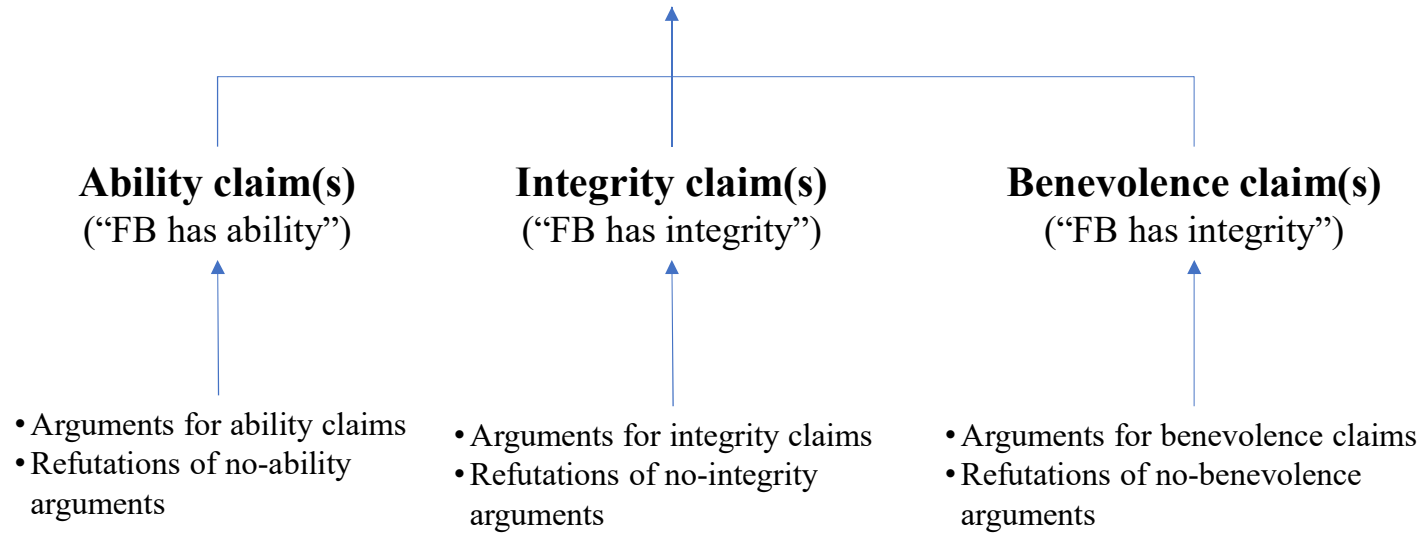 Ability claim(s)
(“FB has ability”)
Integrity claim(s)
(“FB has integrity”)
Benevolence claim(s)
(“FB has integrity”)
• Arguments for ability claims
• Refutations of no-ability
arguments
• Arguments for integrity claims
• Refutations of no-integrity
arguments
• Arguments for benevolence claims
• Refutations of no-benevolence
arguments